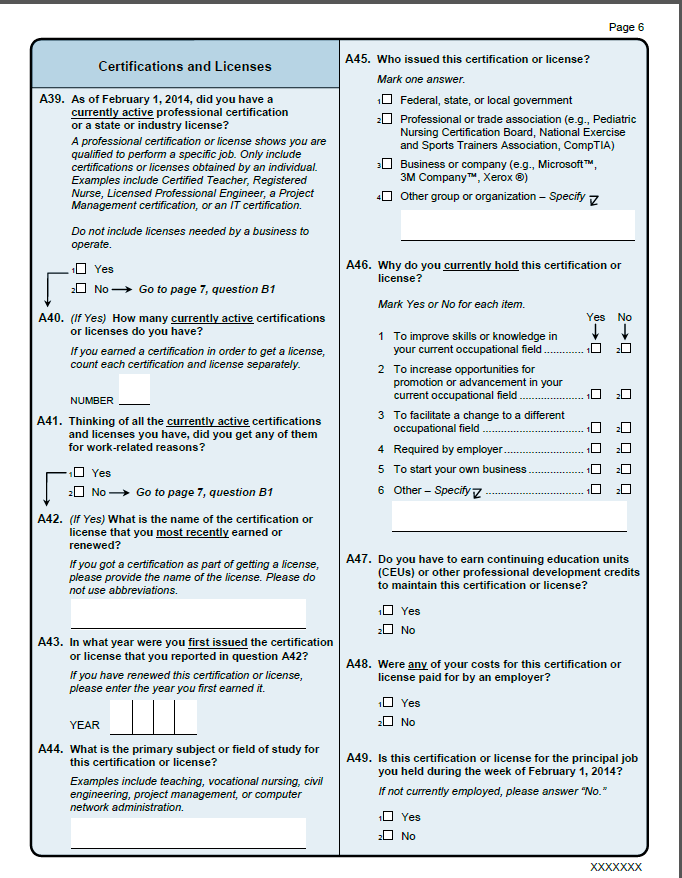 Page 6
Certifications and Licenses
A39. As of February 1, 2014, did you have a
currently active professional certification
or a state or industry license?
A professional certification or license shows you are
qualified to perform a specific job. Only include
certifications or licenses obtained by an individual.
Examples include Certified Teacher, Registered
Nurse, Licensed Professional Engineer, a Project
Management certification, or an IT certification.
Do not include licenses needed by a business to
operate.
1 Yes
2 No Go to page 7, question B1
A40. (If Yes) How many currently active certifications
or licenses do you have?
If you earned a certification in order to get a license,
count each certification and license separately.
NUMBER
A41. Thinking of all the currently active certifications
and licenses you have, did you get any of them
for work-related reasons?
1 Yes
2 No Go to page 7, question B1
A42. (If Yes) What is the name of the certification or
license that you most recently earned or
renewed?
If you got a certification as part of getting a license,
please provide the name of the license. Please do
not use abbreviations.
A43. In what year were you first issued the certification
or license that you reported in question A42?
If you have renewed this certification or license,
please enter the year you first earned it.
YEAR
A44. What is the primary subject or field of study for
this certification or license?
Examples include teaching, vocational nursing, civil
engineering, project management, or computer
network administration.
A45. Who issued this certification or license?
Mark one answer.
1 Federal, state, or local government
2 Professional or trade association (e.g., Pediatric
Nursing Certification Board, National Exercise
and Sports Trainers Association, CompTIA)
3 Business or company (e.g., Microsoft™,
3M Company™, Xerox ®)
4 Other group or organization – Specify
A46. Why do you currently hold this certification or
license?
Mark Yes or No for each item.
Yes No
1 To improve skills or knowledge in
your current occupational field ............. 1 2
2 To increase opportunities for
promotion or advancement in your
current occupational field .................... 1 2
3 To facilitate a change to a different
occupational field ................................ 1 2
4 Required by employer......................... 1 2
5 To start your own business................. 1 2
6 Other – Specify ............................... 1 2
A47. Do you have to earn continuing education units
(CEUs) or other professional development credits
to maintain this certification or license?
1 Yes
2 No
A48. Were any of your costs for this certification or
license paid for by an employer?
1 Yes
2 No
A49. Is this certification or license for the principal job
you held during the week of February 1, 2014?
If not currently employed, please answer “No.”
1 Yes
2 No
XXXXXXX